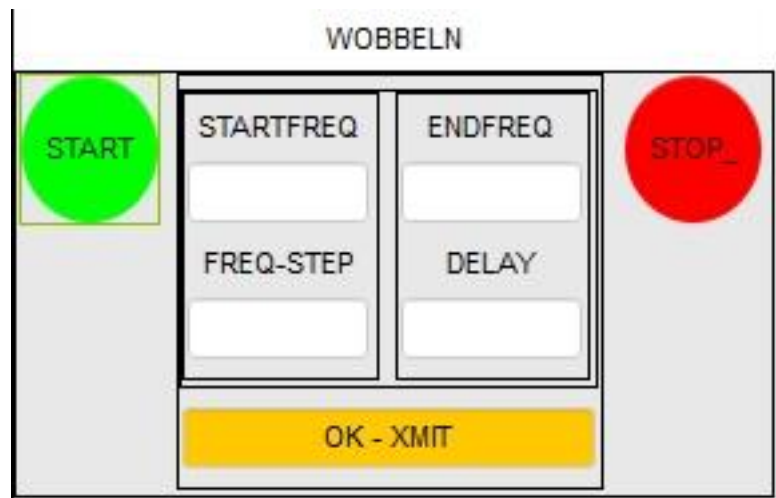 WOBBELN
START
STARTFREQ
ENDFREQ
STOP_
FREQ-STEP
DELAY
OK - XMIT